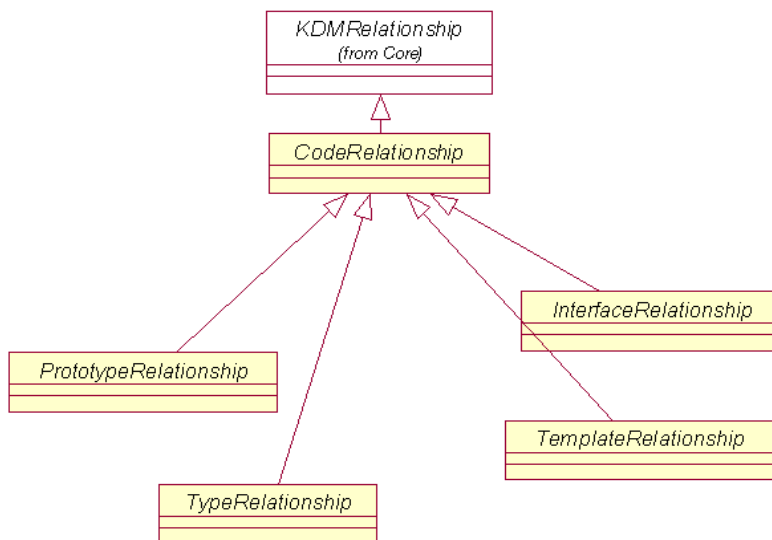 KDMRelationship
(from Core)
CodeRelationship
InterfaceRelationship
PrototypeRelationship
TemplateRelationship
TypeRelationship